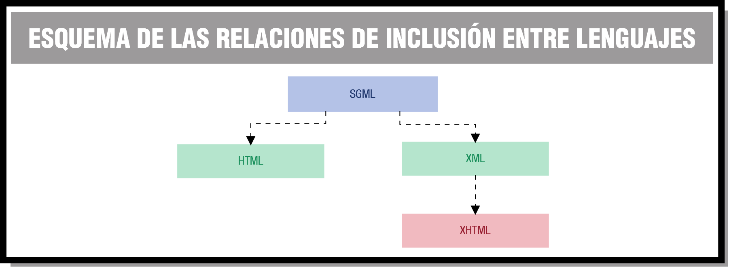 ESQUEMA DE LAS RELACIONES DE INCLUSIÓN ENTRE LENGUAJES
SGML
HTML
XML
XHTML